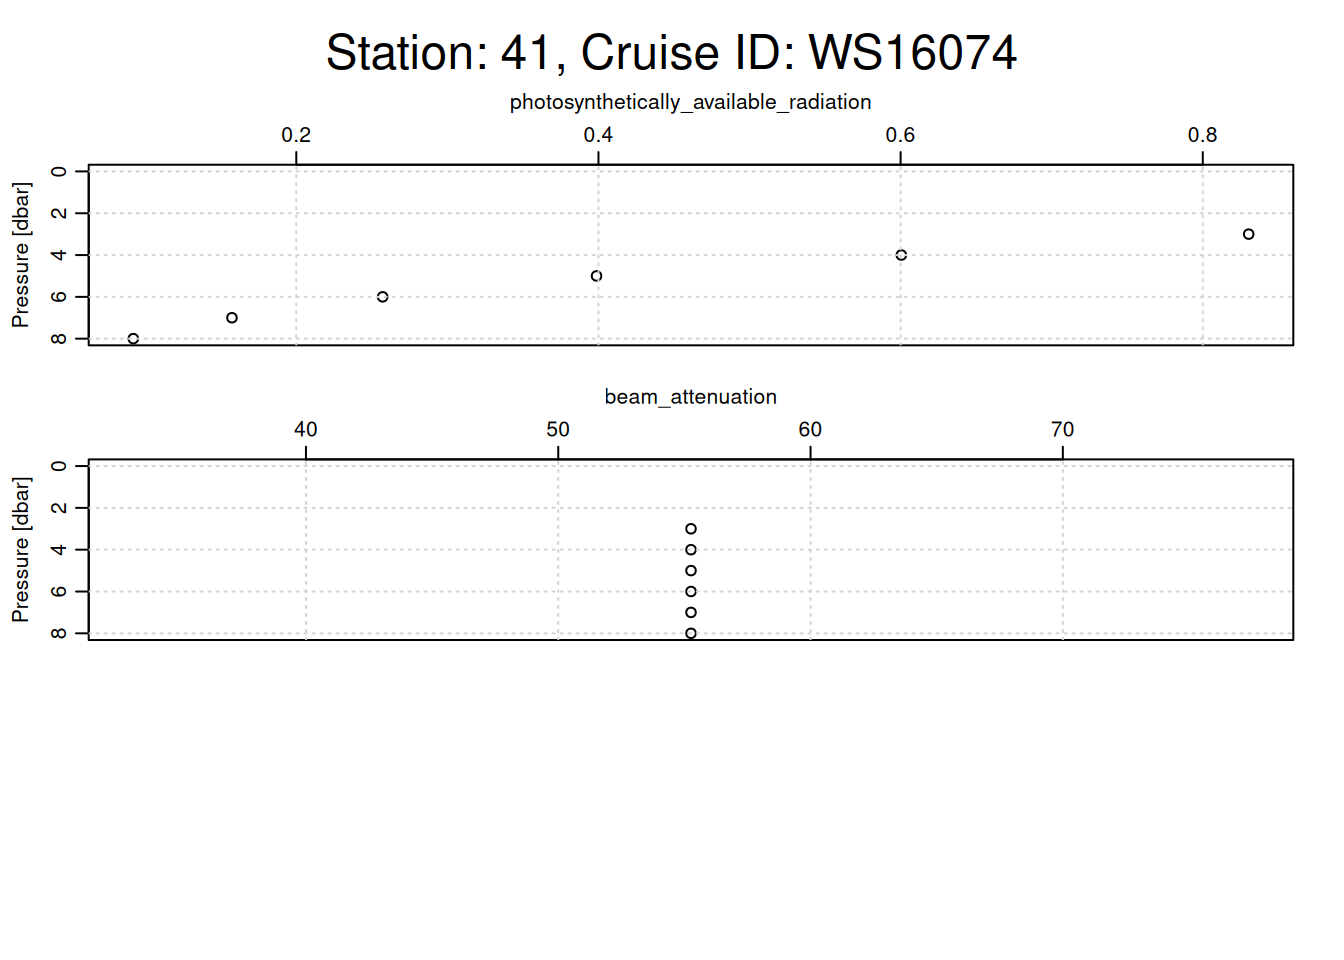 Station: 41, Cruise ID: WS16074
photosynthetically_available_radiation
0.2 0.4 0.6 0.8
Pressure [dbar]
0
2
4
6
8
beam_attenuation
40 50 60 70
Pressure [dbar]
0
2
4
6
8